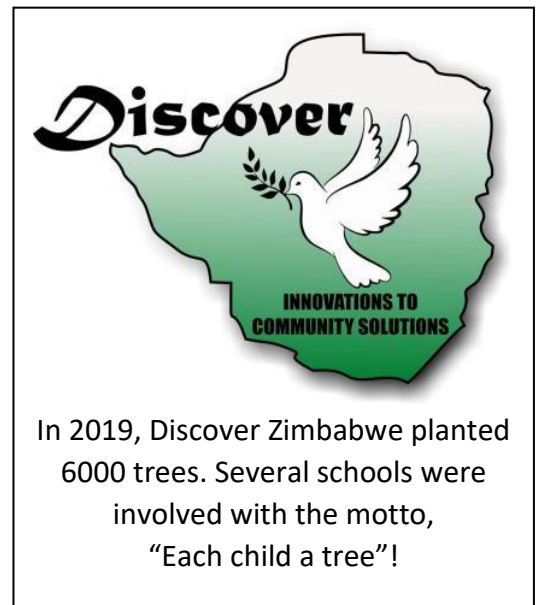 Discover
INNOVATIONS TO
COMMUNITY SOLUTIONS
In 2019, Discover Zimbabwe planted
6000 trees. Several schools were
involved with the motto,
“Each child a tree”!